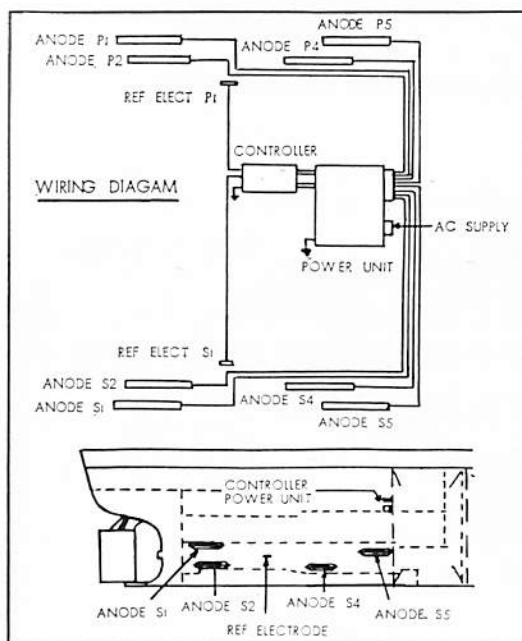 ANODE P5
ANODE P1
ANODE P4
ANODE P2
REF ELECT P1
CONTROLLER
WIRING DIAGAM
AC SUPPLY
POWER UNIT
REF ELECT S1
ANODE S2
ANODE S4
ANODE S1
ANODE S5
CONTROLLER
POWER UNIT
ANODE S1
ANODE S2
ANODE S4
ANODE S5
REF ELECTRODE